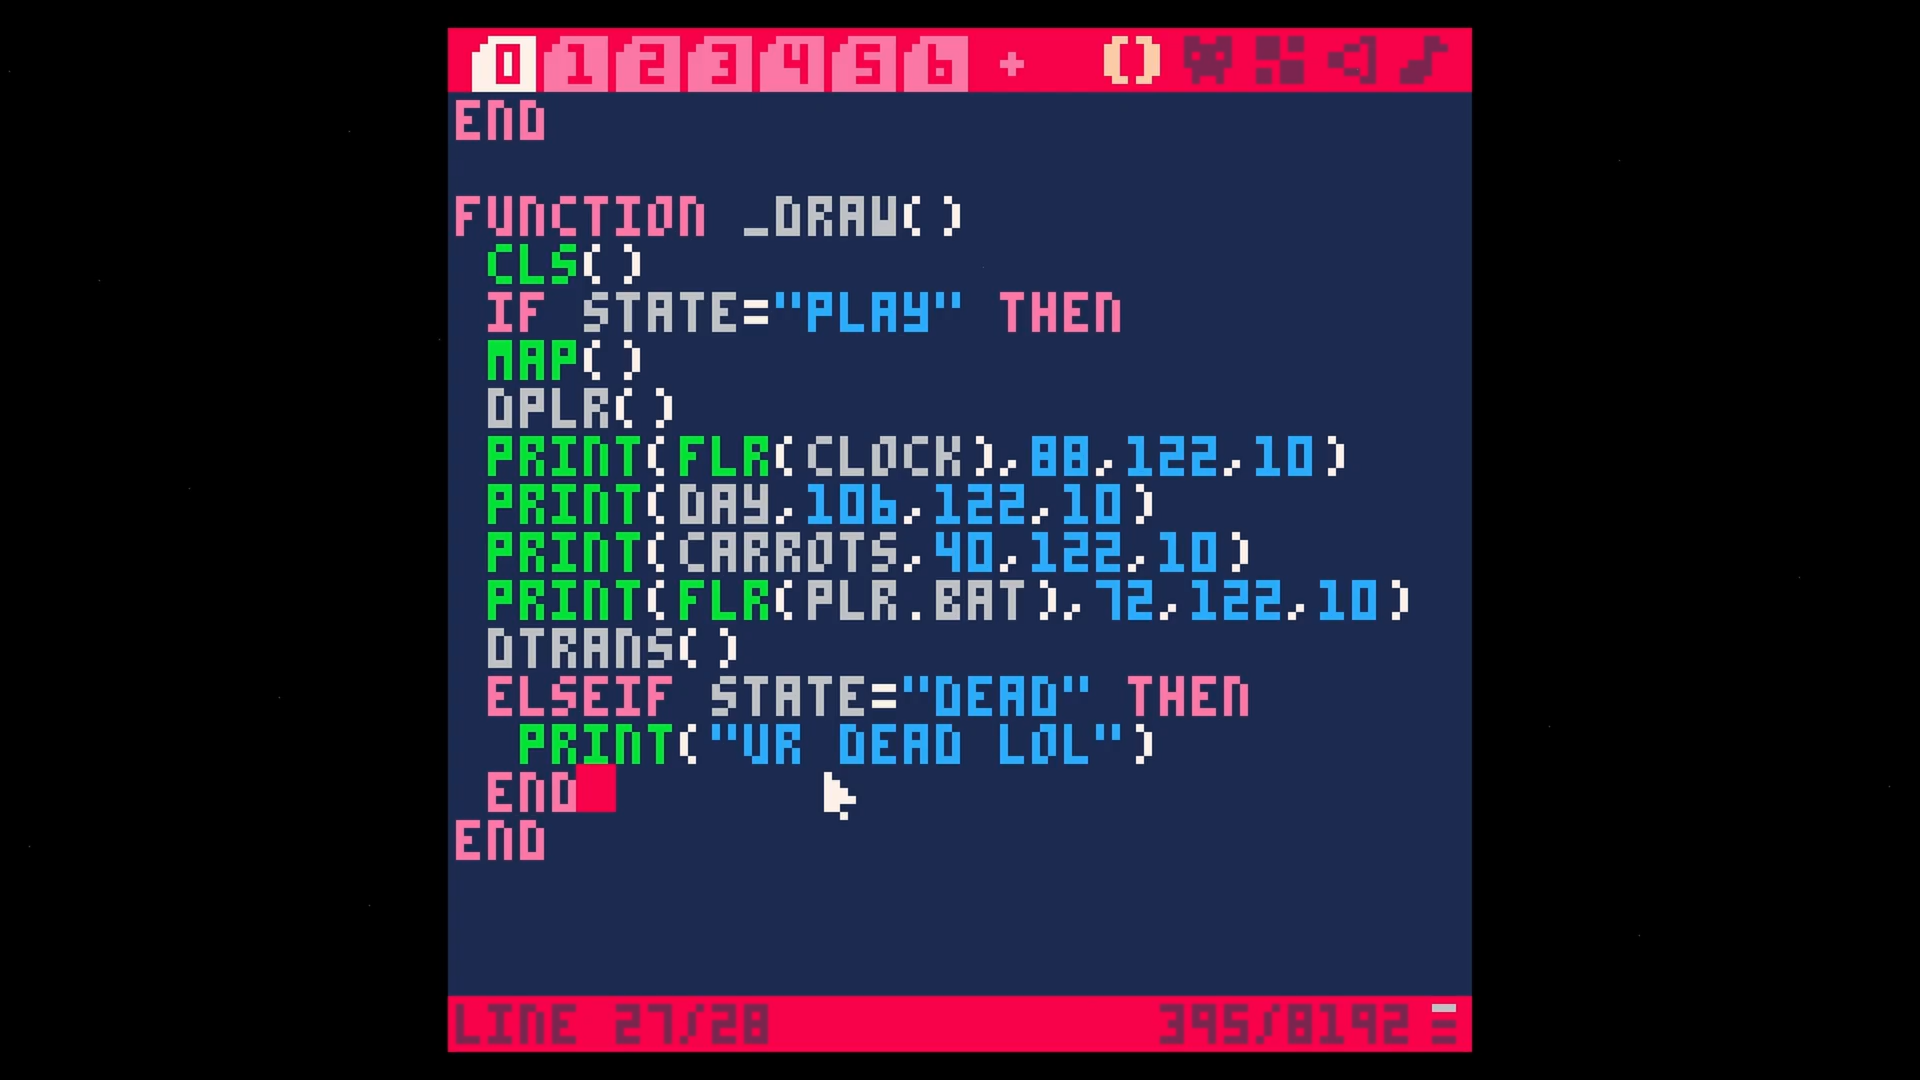 0 1 2 3 4 5 6 + ()
END
FUNCTION _DRAW()
CLS()
IF STATE="PLAY" THEN
MAP()
DPLR()
PRINT(FLR(CLOCK),88,122,10)
PRINT(DAY,106,122,10)
PRINT(CARROTS,40,122,10)
PRINT(FLR(PLR.BAT),72,122,10)
DTRANS()
ELSEIF STATE="DEAD" THEN
PRINT("UR DEAD LOL")
END
END
LINE 27/28 395/8192